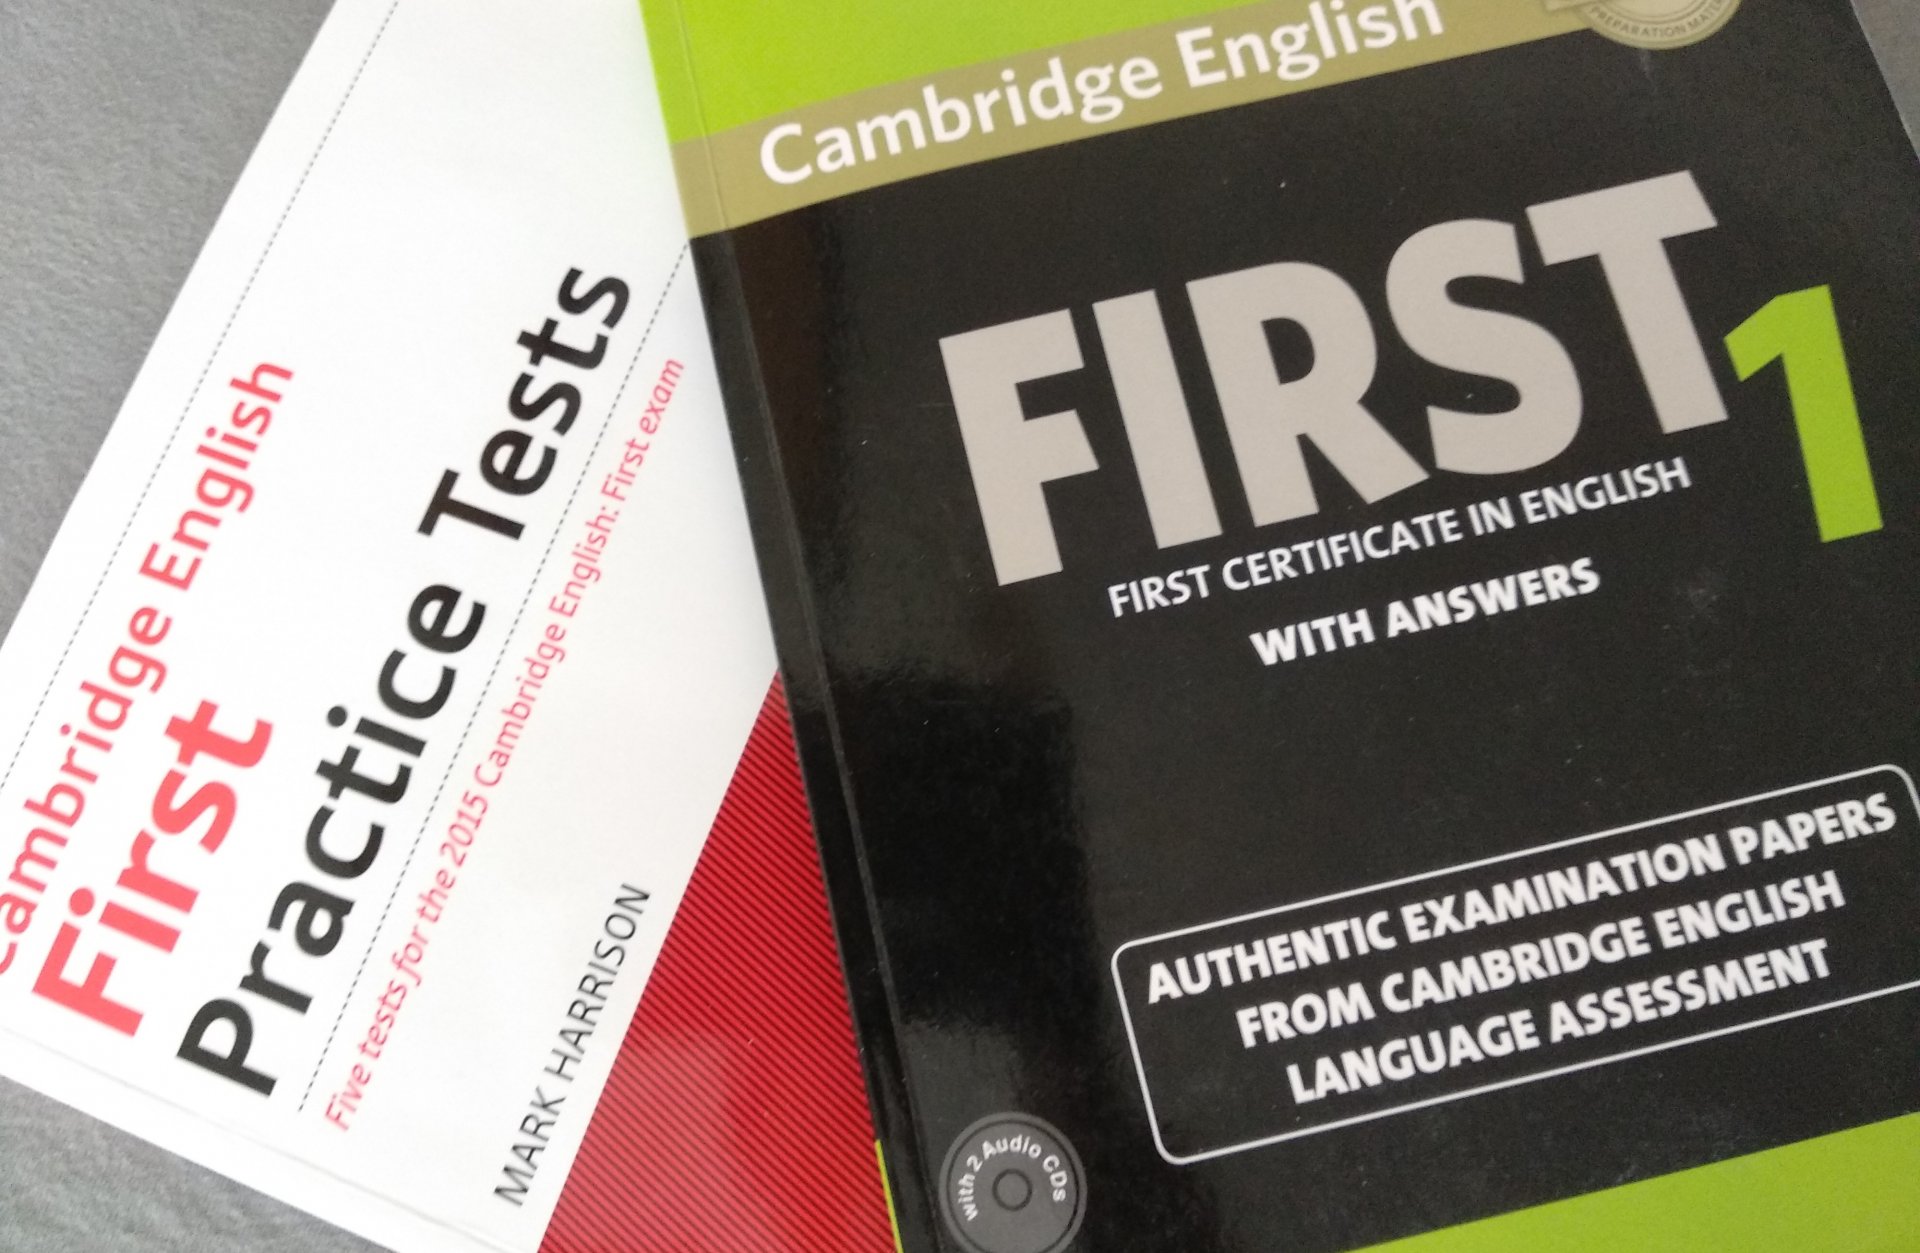 Cambridge English
First
Practice Tests
Five tests for the 2015 Cambridge English: First exam
MARK HARRISON
PREPARATION
Cambridge English
FIRST 1
FIRST CERTIFICATE IN ENGLISH
WITH ANSWERS
AUTHENTIC EXAMINATION PAPERS
FROM CAMBRIDGE ENGLISH
LANGUAGE ASSESSMENT
with 2 Audio CDs